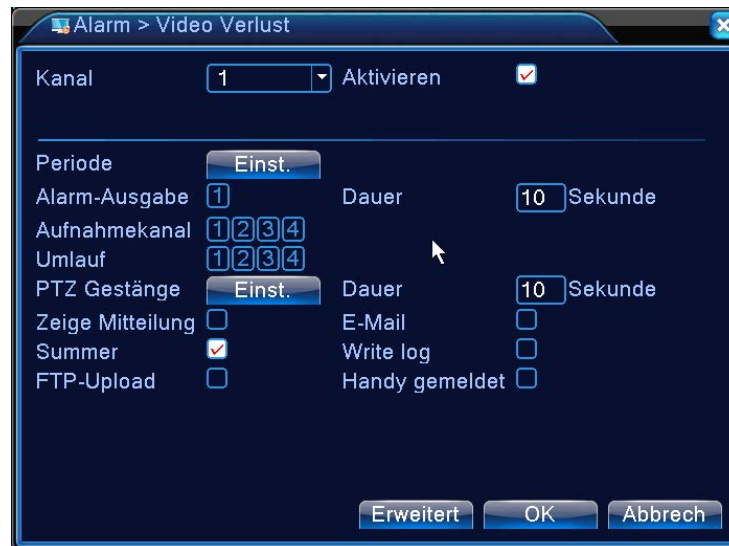 Alarm > Video Verlust
Kanal 1 Aktivieren
Periode Einst.
Alarm-Ausgabe 1 Dauer 10 Sekunde
Aufnahmekanal 1 2 3 4
Umlauf 1 2 3 4
PTZ Gestänge Einst. Dauer 10 Sekunde
Zeige Mitteilung E-Mail
Summer Write log
FTP-Upload Handy gemeldet
Erweitert OK Abbrech